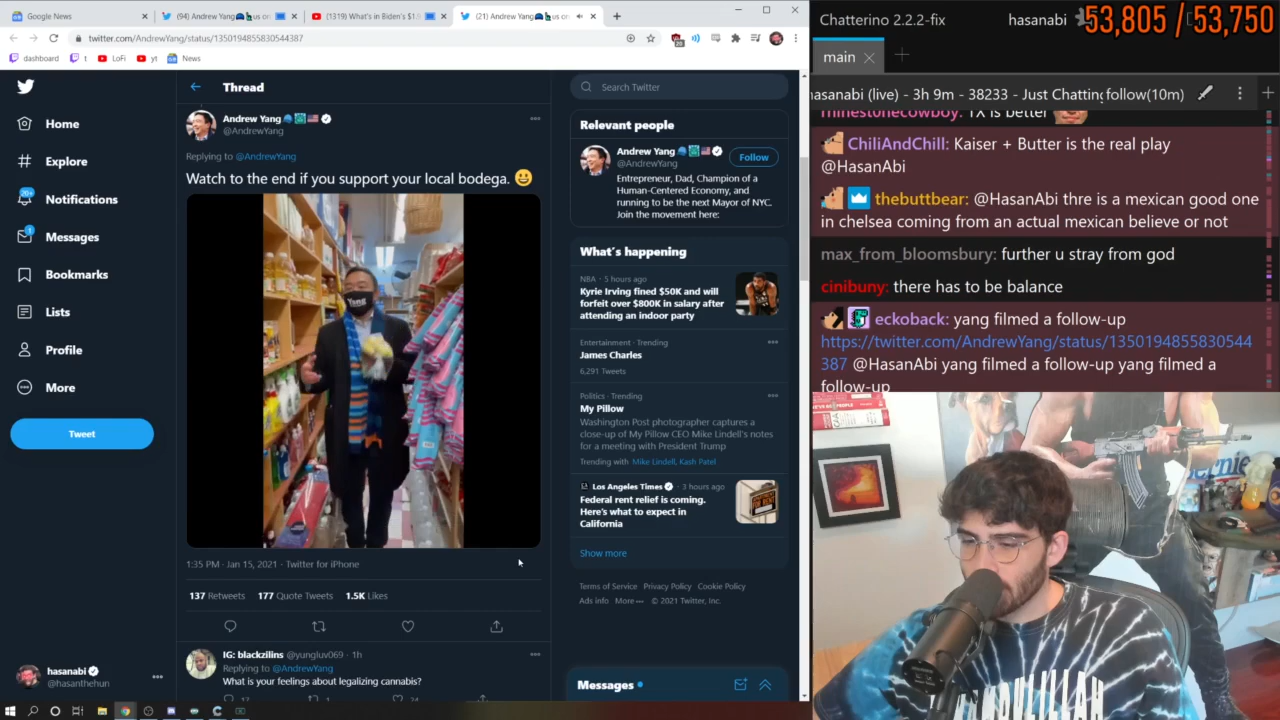 Google News
(94) Andrew Yang us on
(1319) What's in Biden's $1
(21) Andrew Yang us on
twitter.com/AndrewYang/status/1350194855830544387
dashboard
t
LoFi
yt
News
Home
Explore
20+
Notifications
1
Messages
Bookmarks
Lists
Profile
More
Tweet
hasanabi
@hasanthehun
Thread
Andrew Yang
@AndrewYang
Replying to @AndrewYang
Watch to the end if you support your local bodega. 😀
Yang
1:35 PM · Jan 15, 2021 · Twitter for iPhone
137 Retweets 177 Quote Tweets 1.5K Likes
IG: blackzilins @yungluv069 · 1h
Replying to @AndrewYang
What is your feelings about legalizing cannabis?
Search Twitter
Relevant people
Andrew Yang
@AndrewYang
Follow
Entrepreneur, Dad, Champion of
a Human-Centered Economy, and
running to be the next Mayor of NYC.
Join the movement here:
What's happening
NBA · 5 hours ago
Kyrie Irving fined $50K and will
forfeit over $800K in salary after
attending an indoor party
Entertainment · Trending
James Charles
6,291 Tweets
Politics · Trending
My Pillow
Washington Post photographer captures a
close-up of My Pillow CEO Mike Lindell's notes
for a meeting with President Trump
Trending with Mike Lindell, Kash Patel
Los Angeles Times · 3 hours ago
Federal rent relief is coming.
Here's what to expect in
California
Show more
Terms of Service Privacy Policy Cookie Policy
Ads info More © 2021 Twitter, Inc.
Messages
Chatterino 2.2.2-fix
hasanabi
53,805 / 53,750
main
hasanabi (live) - 3h 9m - 38233 - Just Chatting follow(10m)
minestonecowboy: TX is better
ChiliAndChill: Kaiser + Butter is the real play
@HasanAbi
thebuttbear: @HasanAbi thre is a mexican good one
in chelsea coming from an actual mexican believe or not
max_from_bloomsbury: further u stray from god
cinibuny: there has to be balance
eckoback: yang filmed a follow-up
https://twitter.com/AndrewYang/status/1350194855830544
387 @HasanAbi yang filmed a follow-up yang filmed a
follow-up
Bernie